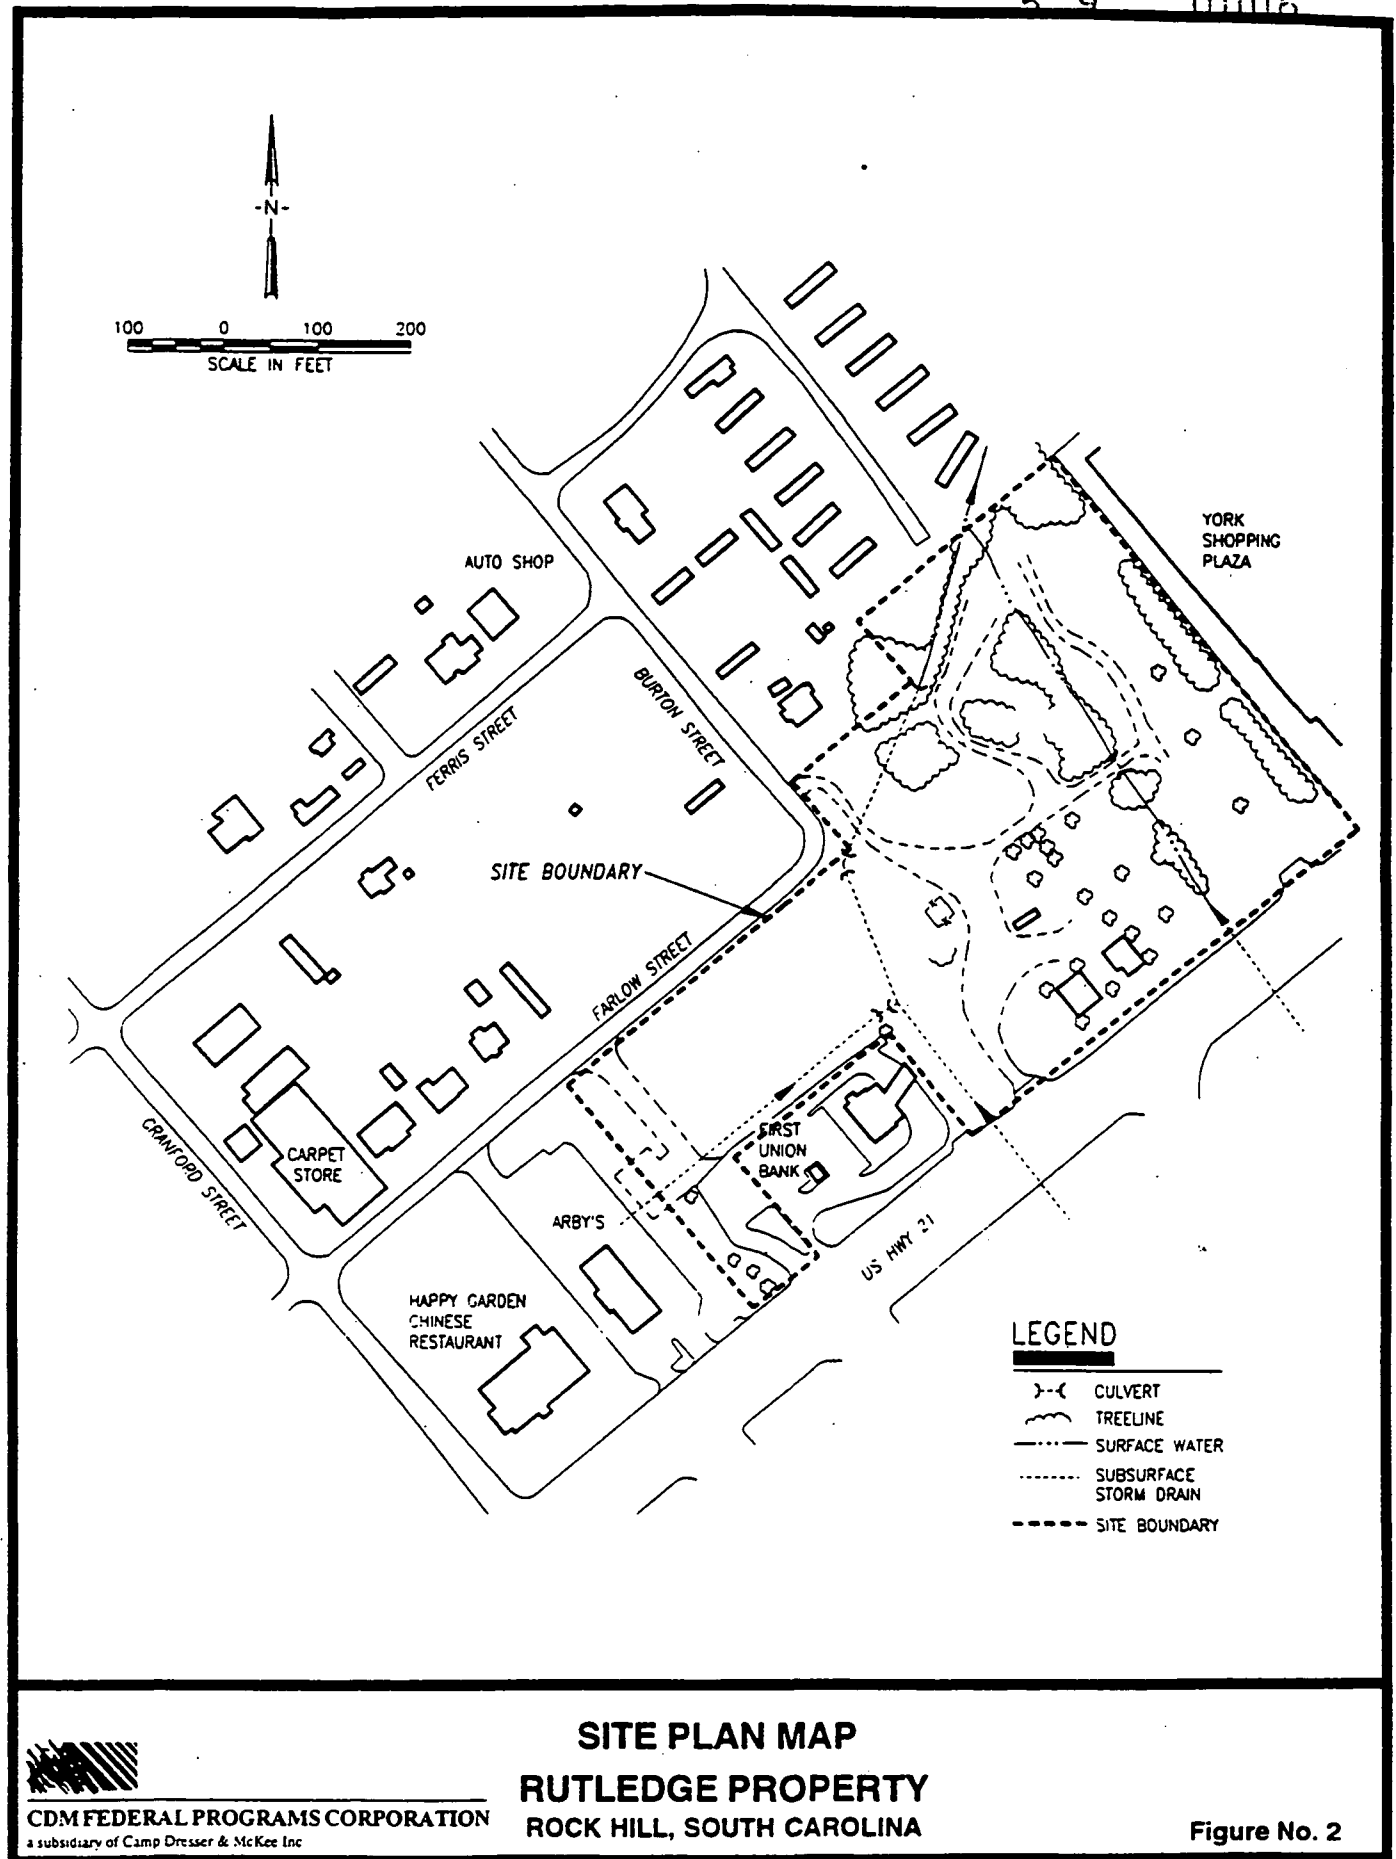 -N-
100 0 100 200
SCALE IN FEET
YORK
SHOPPING
PLAZA
AUTO SHOP
BURTON STREET
FERRIS STREET
SITE BOUNDARY
FARLOW STREET
CRANFORD STREET
CARPET
STORE
FIRST
UNION
BANK
ARBY'S
US HWY 21
HAPPY GARDEN
CHINESE
RESTAURANT
LEGEND
CULVERT
TREELINE
SURFACE WATER
SUBSURFACE
STORM DRAIN
SITE BOUNDARY
SITE PLAN MAP
RUTLEDGE PROPERTY
ROCK HILL, SOUTH CAROLINA
CDM FEDERAL PROGRAMS CORPORATION
a subsidiary of Camp Dresser & McKee Inc
Figure No. 2